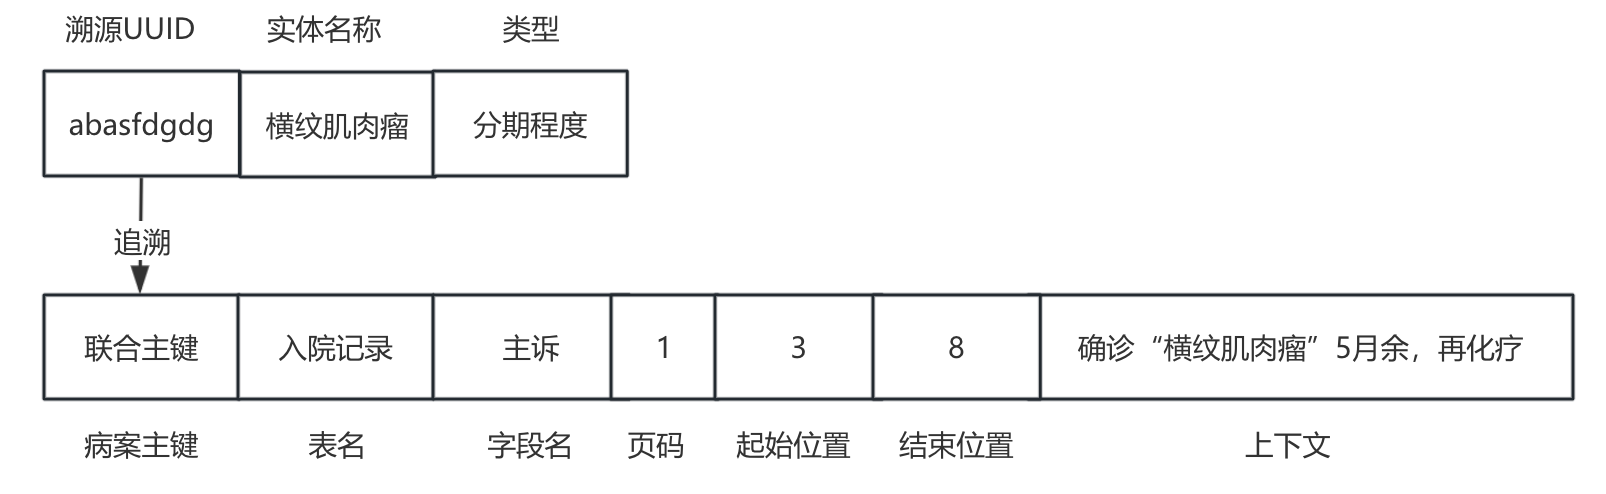 溯源UUID 实体名称 类型
abasfdgdg 横纹肌肉瘤 分期程度
追溯
联合主键 入院记录 主诉 1 3 8 确诊“横纹肌肉瘤”5月余，再化疗
病案主键 表名 字段名 页码 起始位置 结束位置 上下文